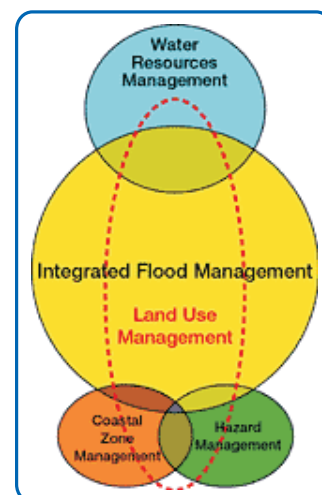 Water
Resources
Management
Integrated Flood Management
Land Use
Management
Coastal
Zone
Management
Hazard
Management